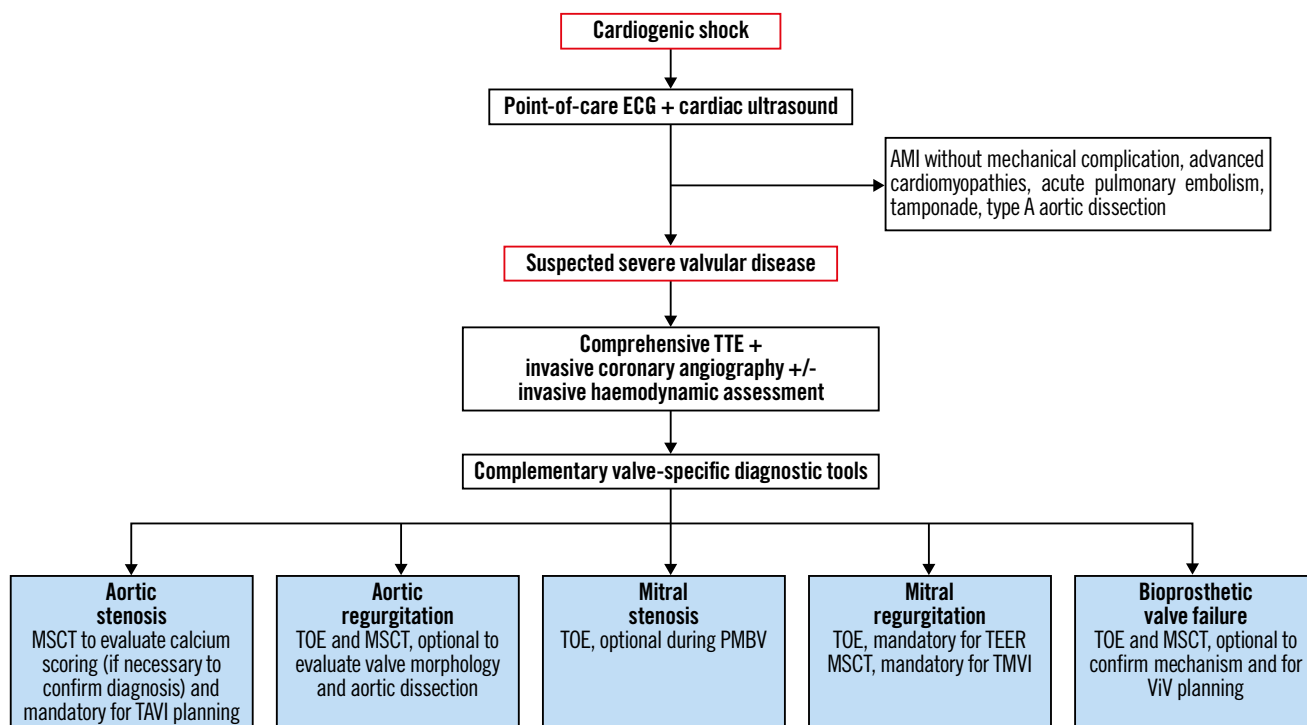 Cardiogenic shock
Point-of-care ECG + cardiac ultrasound
AMI without mechanical complication, advanced
cardiomyopathies, acute pulmonary embolism,
tamponade, type A aortic dissection
Suspected severe valvular disease
Comprehensive TTE +
invasive coronary angiography +/-
invasive haemodynamic assessment
Complementary valve-specific diagnostic tools
Aortic
stenosis
MSCT to evaluate calcium
scoring (if necessary to
confirm diagnosis) and
mandatory for TAVI planning
Aortic
regurgitation
TOE and MSCT, optional to
evaluate valve morphology
and aortic dissection
Mitral
stenosis
TOE, optional during PMBV
Mitral
regurgitation
TOE, mandatory for TEER
MSCT, mandatory for TMVI
Bioprosthetic
valve failure
TOE and MSCT, optional to
confirm mechanism and for
ViV planning